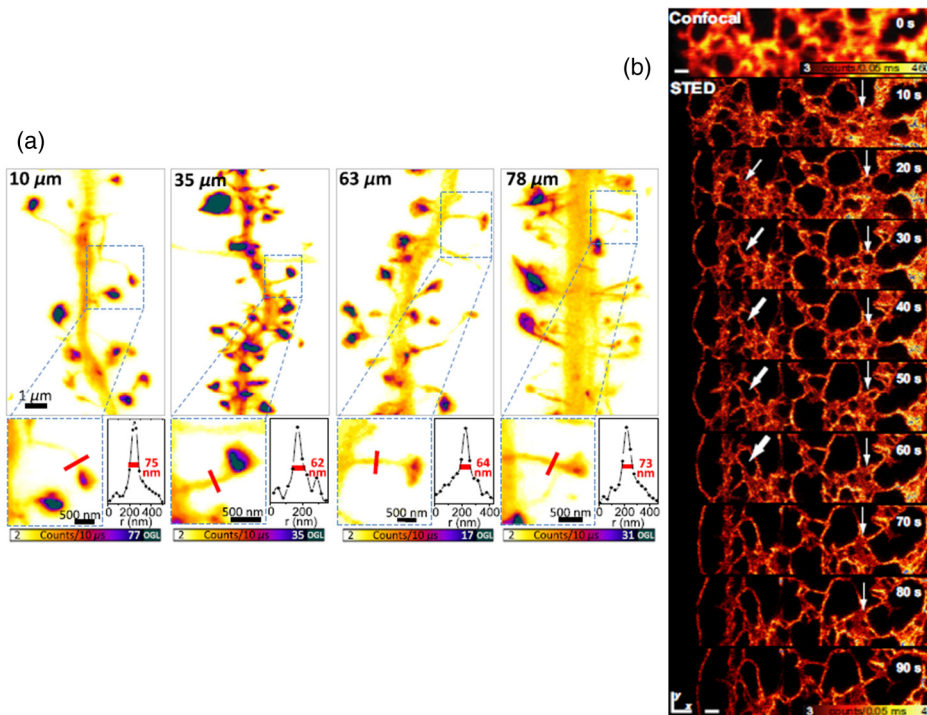 (a)
10 μm
35 μm
63 μm
78 μm
1 μm
75 nm
500 nm
0 200 400
r (nm)
62 nm
500 nm
0 200
r (nm)
64 nm
500 nm
0 200 400
r (nm)
73 nm
500 nm
0 200 400
r (nm)
2 Counts/10 μs 77 OGL
2 Counts/10 μs 35 OGL
2 Counts/10 μs 17 OGL
2 Counts/10 μs 31 OGL
(b)
Confocal
0 s
3 counts/0.05 ms 460
STED
10 s
20 s
30 s
40 s
50 s
60 s
70 s
80 s
90 s
y
x
3 counts/0.05 ms